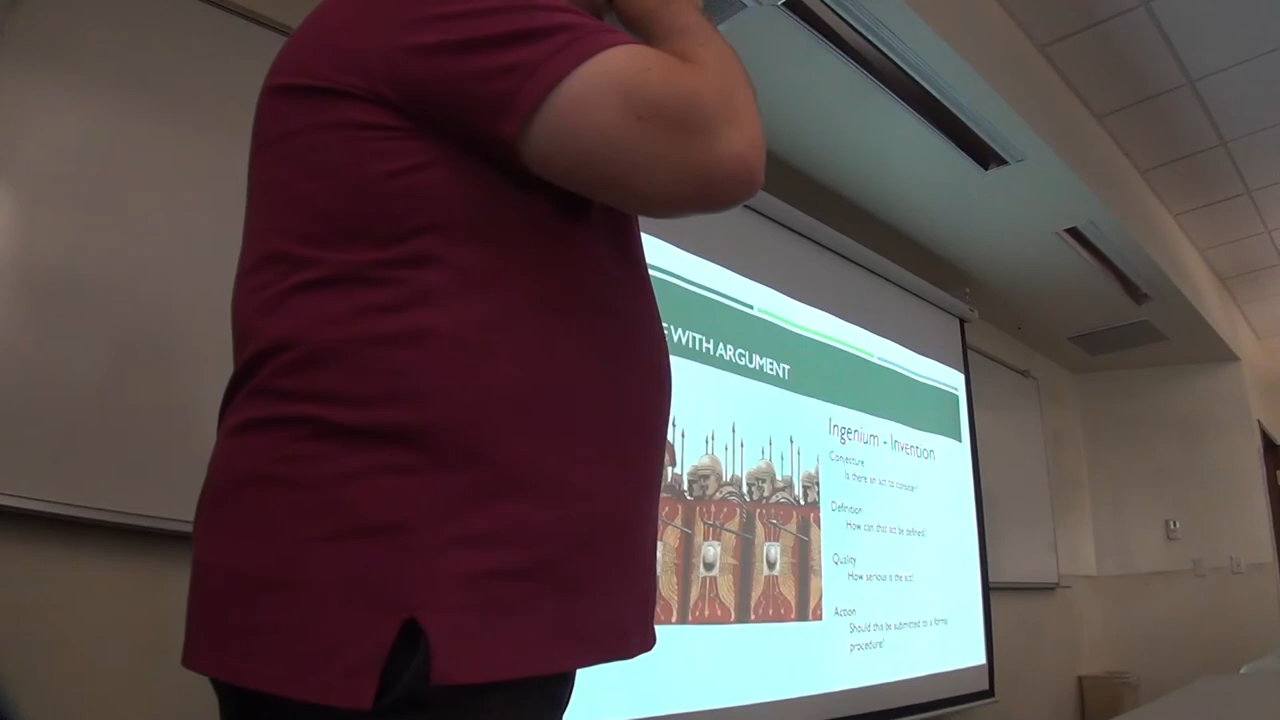 E WITH ARGUMENT
Ingenium - Invention
Conjecture
Is there an act to consider?
Definition
How can that act be defined?
Quality
How serious is the act?
Action
Should this be submitted to a formal
procedure?